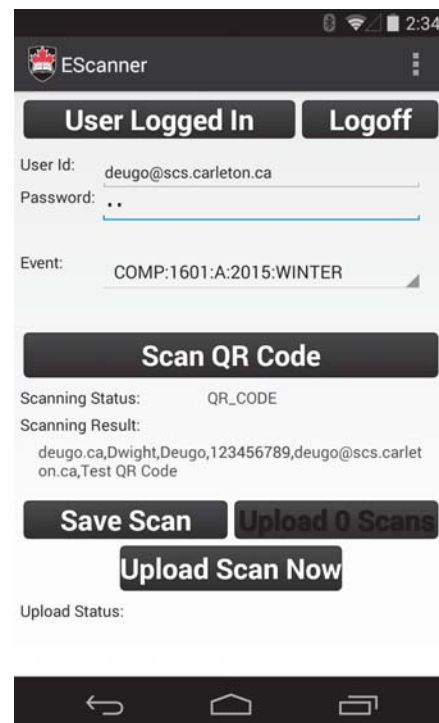 2:34
EScanner
User Logged In Logoff
User Id: deugo@scs.carleton.ca
Password: ..
Event: COMP:1601:A:2015:WINTER
Scan QR Code
Scanning Status: QR_CODE
Scanning Result:
deugo.ca,Dwight,Deugo,123456789,deugo@scs.carlet
on.ca,Test QR Code
Save Scan Upload 0 Scans
Upload Scan Now
Upload Status: